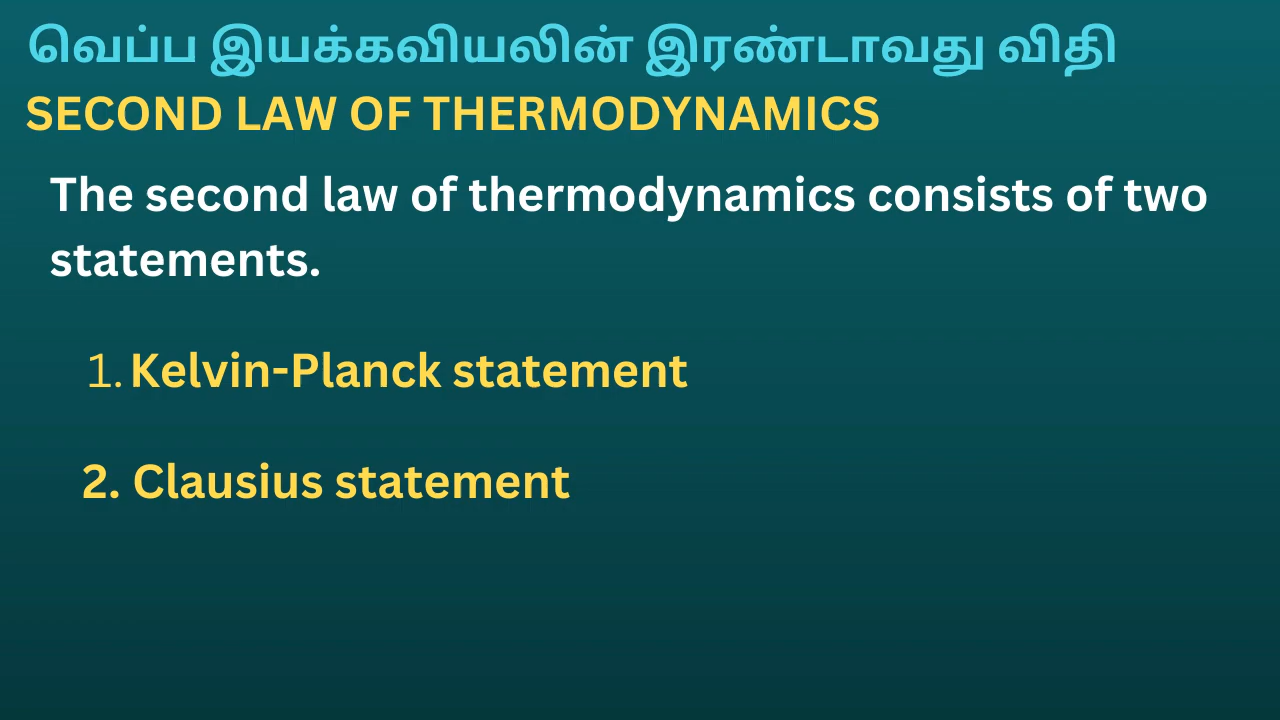 வெப்ப இயக்கவியலின் இரண்டாவது விதி
SECOND LAW OF THERMODYNAMICS
The second law of thermodynamics consists of two
statements.
1. Kelvin-Planck statement
2. Clausius statement